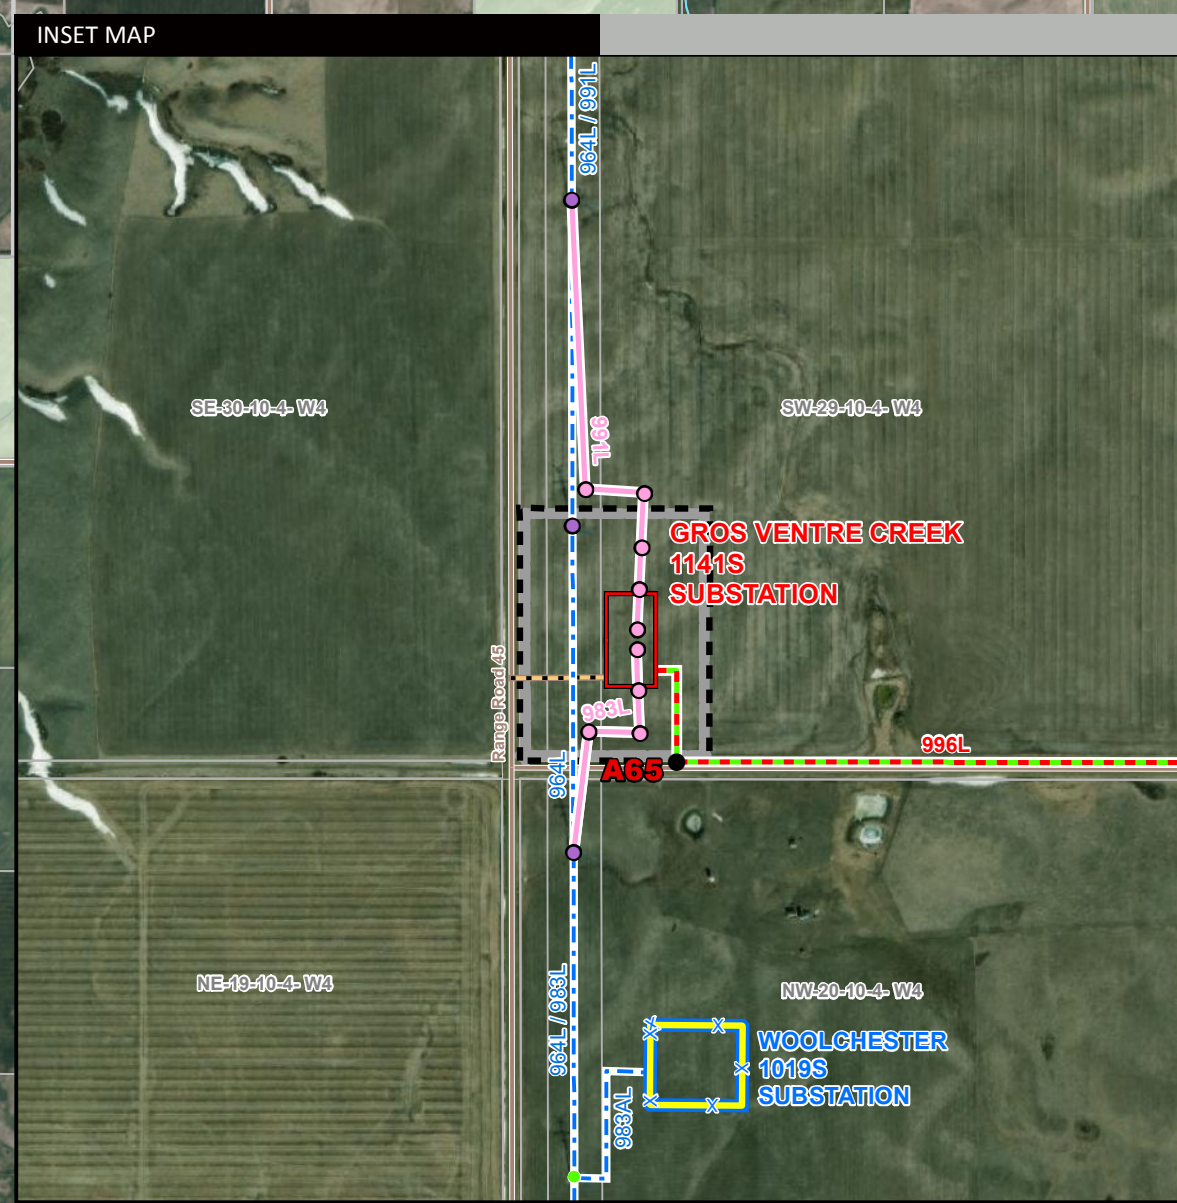 INSET MAP
964L / 991L
SE-30-10-4- W4
SW-29-10-4- W4
991L
GROS VENTRE CREEK
1141S
SUBSTATION
Range Road 45
983L
996L
964L
A65
NE-19-10-4- W4
964L / 983L
NW-20-10-4- W4
WOOLCHESTER
1019S
SUBSTATION
983AL